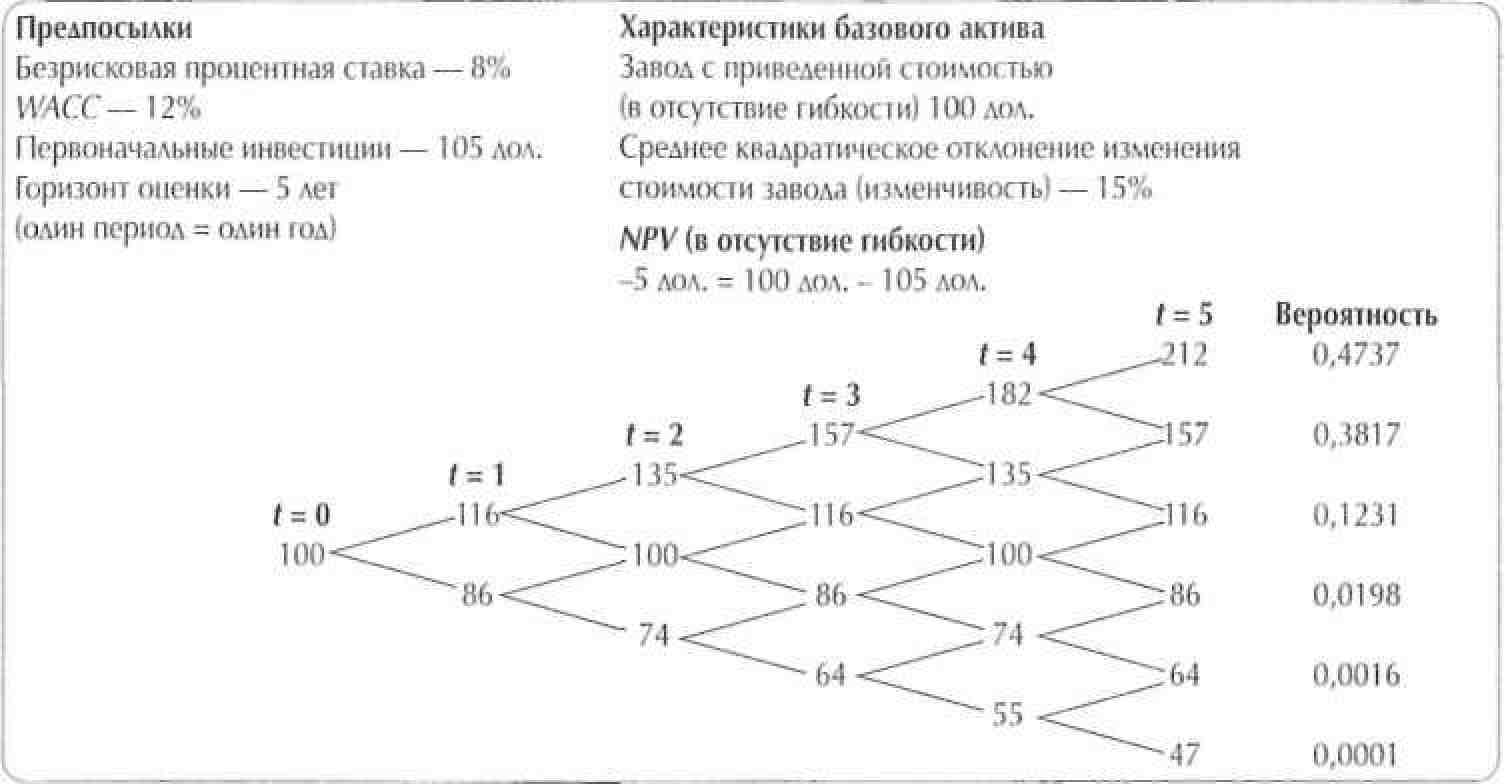 Предпосылки
Безрисковая процентная ставка — 8%
WACC — 12%
Первоначальные инвестиции — 105 дол.
Горизонт оценки — 5 лет
(один период = один год)
Характеристики базового актива
Завод с приведенной стоимостью
(в отсутствие гибкости) 100 дол.
Среднее квадратическое отклонение изменения
стоимости завода (изменчивость) — 15%
NPV (в отсутствие гибкости)
–5 дол. = 100 дол. – 105 дол.
t = 5 Вероятность
212 0,4737
t = 4
182
t = 3
157 157 0,3817
t = 2
135 135
t = 1
116 116 116 0,1231
t = 0
100 100 100
86 86 86 0,0198
74 74
64 64 0,0016
55
47 0,0001